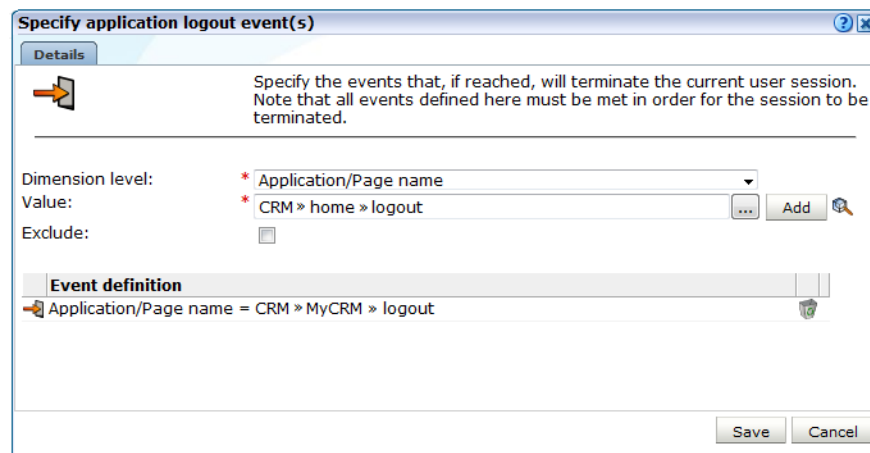 Specify application logout event(s)
Details
Specify the events that, if reached, will terminate the current user session.
Note that all events defined here must be met in order for the session to be
terminated.
Dimension level: * Application/Page name
Value: * CRM » home » logout ... Add
Exclude:
Event definition
Application/Page name = CRM » MyCRM » logout
Save Cancel